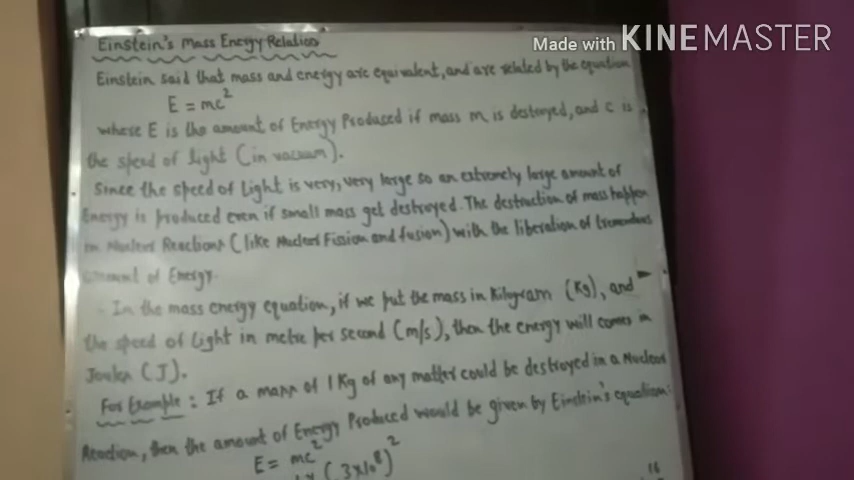 Made with KINEMASTER
Einstein's Mass Energy Relation
Einstein said that mass and energy are equivalent, and are related by the equation
E = mc²
where E is the amount of Energy Produced if mass m is destroyed, and c is
the speed of light (in vacuum).
Since the speed of Light is very, very large so an extremely large amount of
Energy is produced even if small mass get destroyed. The destruction of mass happen
in Nuclear Reactions (like Nuclear Fission and fusion) with the liberation of tremendous
amount of Energy.
In the mass energy equation, if we put the mass in Kilogram (Kg), and
the speed of Light in metre per second (m/s), then the energy will comes in
Joules (J).
For Example : If a mass of 1 Kg of any matter could be destroyed in a Nuclear
Reaction, then the amount of Energy Produced would be given by Einstein's equation:
E = mc²
(3×10⁸)²
16